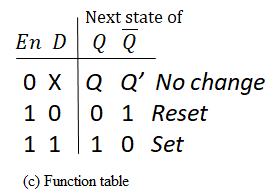 Next state of
En D Q Q̅
0 X Q Q’ No change
1 0 0 1 Reset
1 1 1 0 Set
(c) Function table